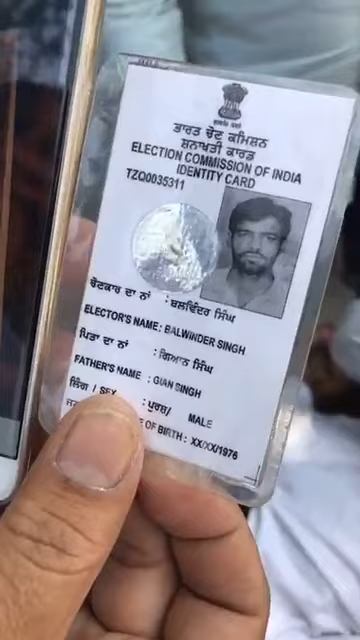 ਭਾਰਤ ਚੋਣ ਕਮਿਸ਼ਨ
ਸ਼ਨਾਖਤੀ ਕਾਰਡ
ELECTION COMMISSION OF INDIA
IDENTITY CARD
TZQ0035311
ਚੋਣਕਾਰ ਦਾ ਨਾਂ : ਬਲਵਿੰਦਰ ਸਿੰਘ
ELECTOR'S NAME : BALWINDER SINGH
ਪਿਤਾ ਦਾ ਨਾਂ : ਗਿਆਨ ਸਿੰਘ
FATHER'S NAME : GIAN SINGH
ਲਿੰਗ / SEX : ਪੁਰਸ਼/ MALE
OF BIRTH : XX/XX/1976